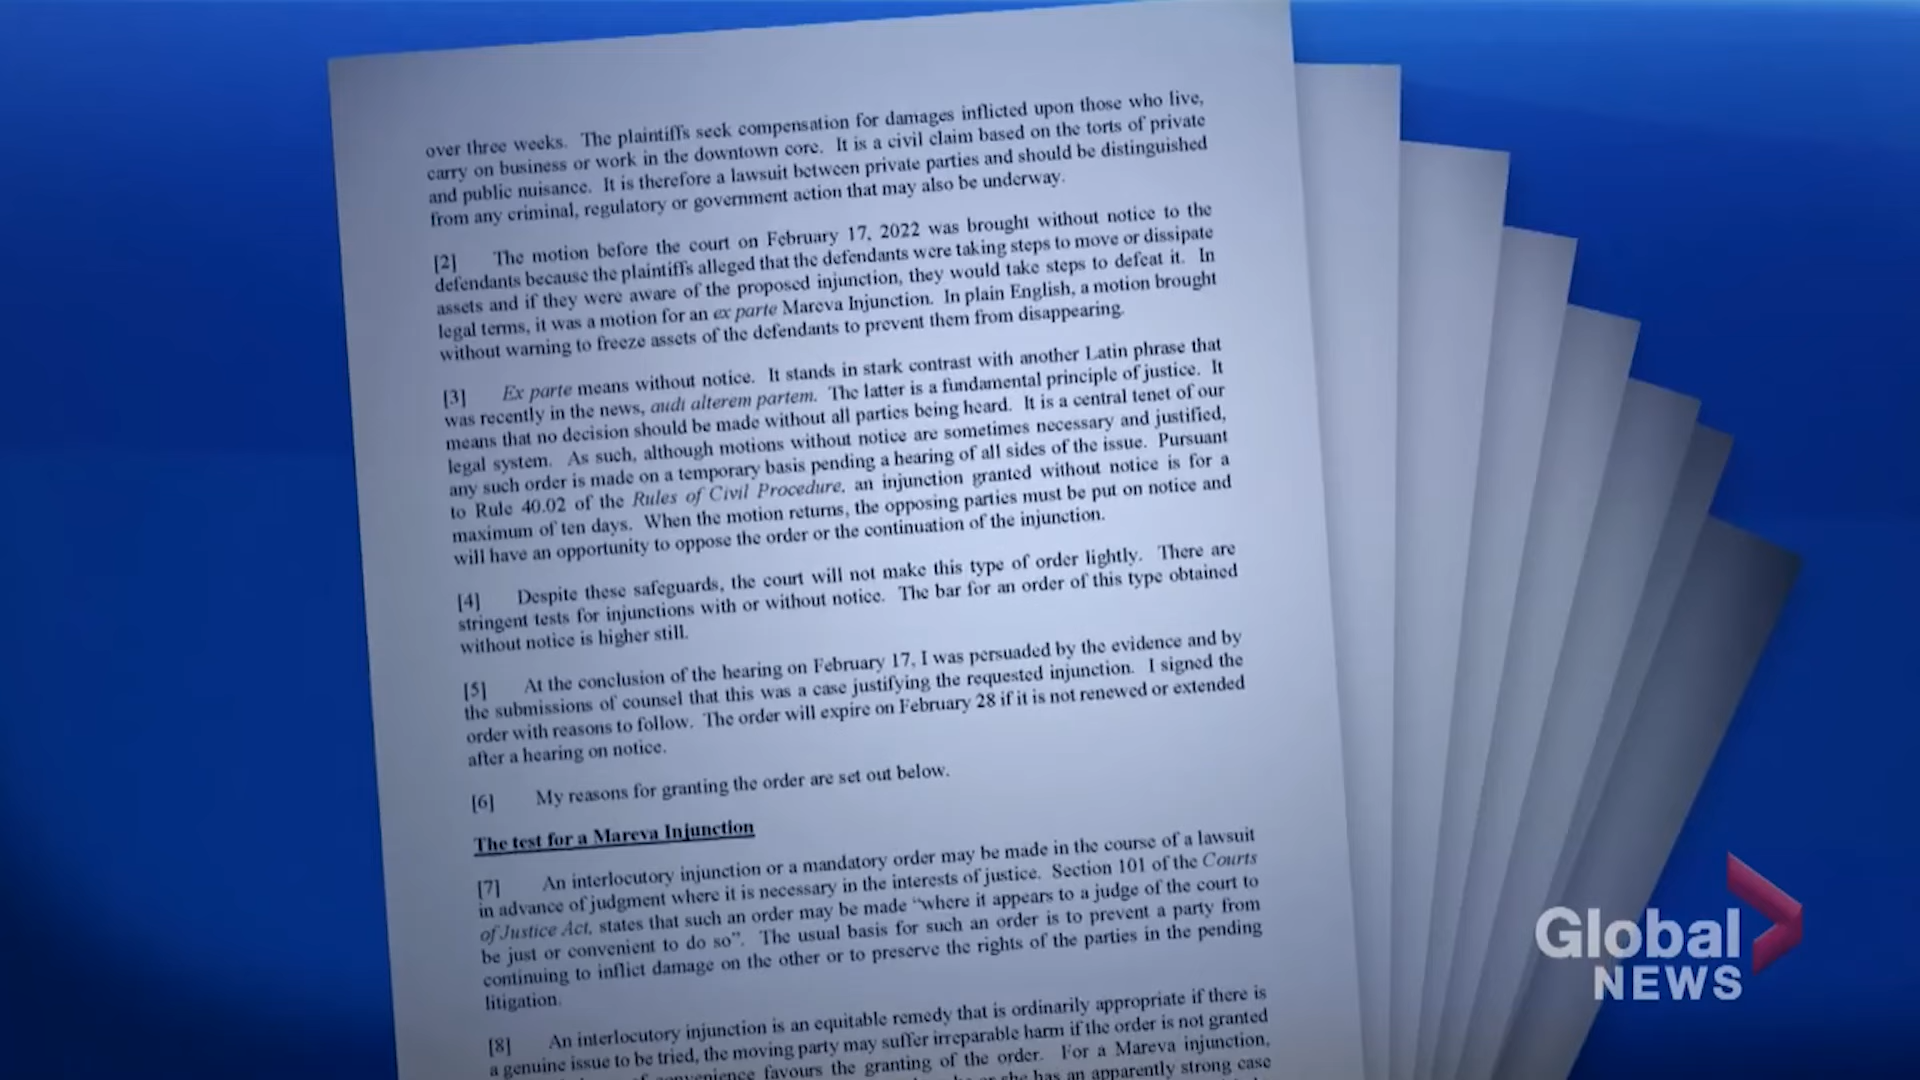 over three weeks. The plaintiffs seek compensation for damages inflicted upon those who live,
carry on business or work in the downtown core. It is a civil claim based on the torts of private
and public nuisance. It is therefore a lawsuit between private parties and should be distinguished
from any criminal, regulatory or government action that may also be underway.
[2] The motion before the court on February 17, 2022 was brought without notice to the
defendants because the plaintiffs alleged that the defendants were taking steps to move or dissipate
assets and if they were aware of the proposed injunction, they would take steps to defeat it. In
legal terms, it was a motion for an ex parte Mareva Injunction. In plain English, a motion brought
without warning to freeze assets of the defendants to prevent them from disappearing.
[3] Ex parte means without notice. It stands in stark contrast with another Latin phrase that
was recently in the news, audi alterem partem. The latter is a fundamental principle of justice. It
means that no decision should be made without all parties being heard. It is a central tenet of our
legal system. As such, although motions without notice are sometimes necessary and justified,
any such order is made on a temporary basis pending a hearing of all sides of the issue. Pursuant
to Rule 40.02 of the Rules of Civil Procedure, an injunction granted without notice is for a
maximum of ten days. When the motion returns, the opposing parties must be put on notice and
will have an opportunity to oppose the order or the continuation of the injunction.
[4] Despite these safeguards, the court will not make this type of order lightly. There are
stringent tests for injunctions with or without notice. The bar for an order of this type obtained
without notice is higher still.
[5] At the conclusion of the hearing on February 17, I was persuaded by the evidence and by
the submissions of counsel that this was a case justifying the requested injunction. I signed the
order with reasons to follow. The order will expire on February 28 if it is not renewed or extended
after a hearing on notice.
[6] My reasons for granting the order are set out below.
The test for a Mareva Injunction
[7] An interlocutory injunction or a mandatory order may be made in the course of a lawsuit
in advance of judgment where it is necessary in the interests of justice. Section 101 of the Courts
of Justice Act, states that such an order may be made “where it appears to a judge of the court to
be just or convenient to do so”. The usual basis for such an order is to prevent a party from
continuing to inflict damage on the other or to preserve the rights of the parties in the pending
litigation.
[8] An interlocutory injunction is an equitable remedy that is ordinarily appropriate if there is
a genuine issue to be tried, the moving party may suffer irreparable harm if the order is not granted
favours the granting of the order. For a Mareva injunction,
she has an apparently strong case
Global
NEWS